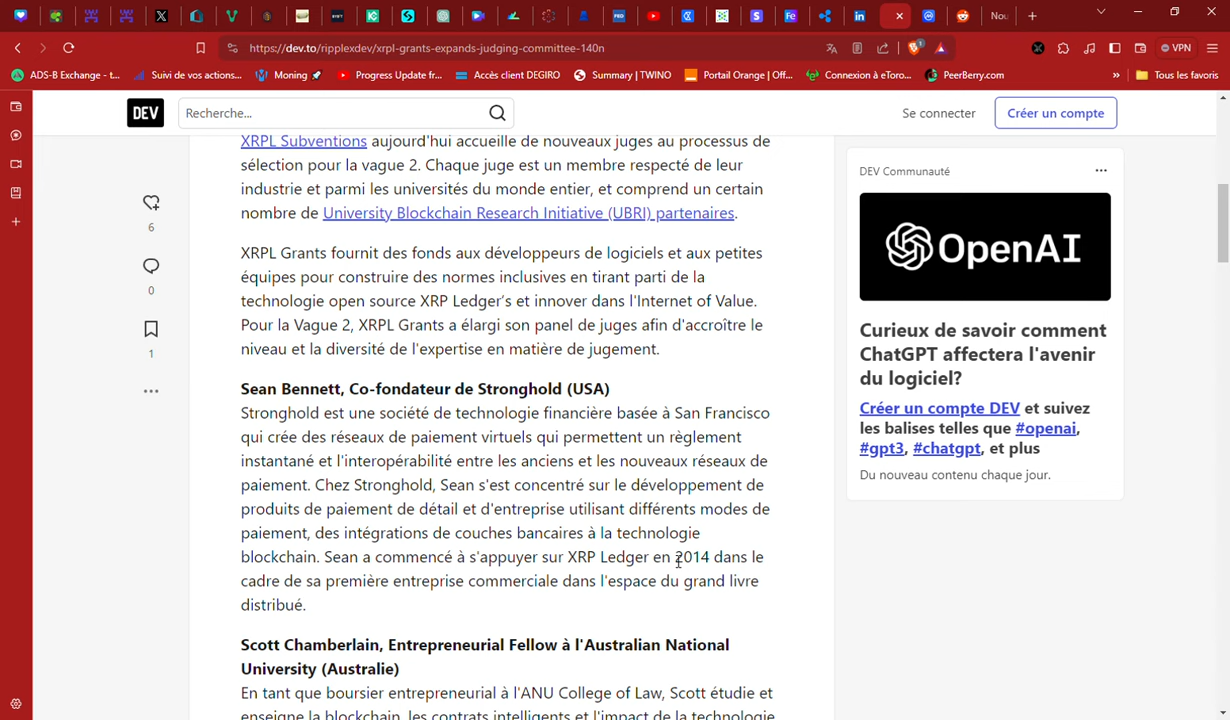 Nou
https://dev.to/ripplexdev/xrpl-grants-expands-judging-committee-140n
VPN
ADS-B Exchange - t...
Suivi de vos actions...
Moning 🚀
Progress Update fr...
Accès client DEGIRO
Summary | TWINO
Portail Orange | Off...
Connexion à eToro...
PeerBerry.com
»
Tous les favoris
DEV
Recherche...
Se connecter
Créer un compte
XRPL Subventions aujourd'hui accueille de nouveaux juges au processus de
sélection pour la vague 2. Chaque juge est un membre respecté de leur
industrie et parmi les universités du monde entier, et comprend un certain
nombre de University Blockchain Research Initiative (UBRI) partenaires.
XRPL Grants fournit des fonds aux développeurs de logiciels et aux petites
équipes pour construire des normes inclusives en tirant parti de la
technologie open source XRP Ledger's et innover dans l'Internet of Value.
Pour la Vague 2, XRPL Grants a élargi son panel de juges afin d'accroître le
niveau et la diversité de l'expertise en matière de jugement.
Sean Bennett, Co-fondateur de Stronghold (USA)
Stronghold est une société de technologie financière basée à San Francisco
qui crée des réseaux de paiement virtuels qui permettent un règlement
instantané et l'interopérabilité entre les anciens et les nouveaux réseaux de
paiement. Chez Stronghold, Sean s'est concentré sur le développement de
produits de paiement de détail et d'entreprise utilisant différents modes de
paiement, des intégrations de couches bancaires à la technologie
blockchain. Sean a commencé à s'appuyer sur XRP Ledger en 2014 dans le
cadre de sa première entreprise commerciale dans l'espace du grand livre
distribué.
Scott Chamberlain, Entrepreneurial Fellow à l'Australian National
University (Australie)
En tant que boursier entrepreneurial à l'ANU College of Law, Scott étudie et
enseigne la blockchain, les contrats intelligents et l'impact de la technologie
6
0
1
DEV Communauté
OpenAI
Curieux de savoir comment
ChatGPT affectera l'avenir
du logiciel?
Créer un compte DEV et suivez
les balises telles que #openai,
#gpt3, #chatgpt, et plus
Du nouveau contenu chaque jour.